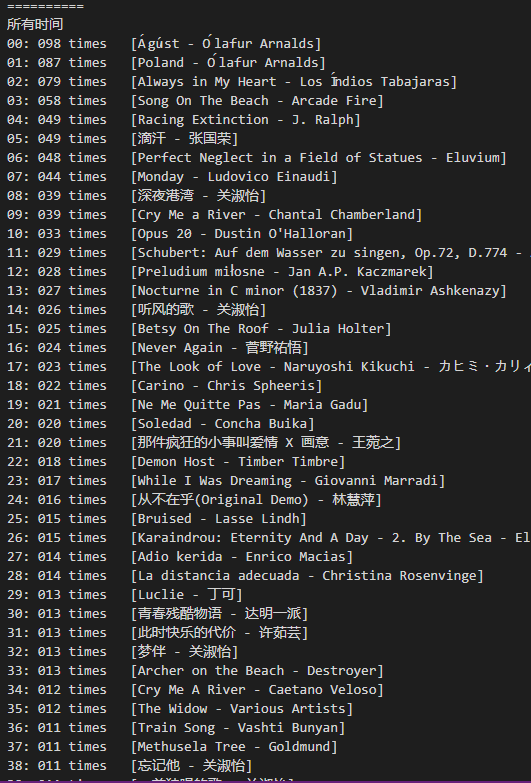 ==========
所有时间
00: 098 times [Ágúst - Ólafur Arnalds]
01: 087 times [Poland - Ólafur Arnalds]
02: 079 times [Always in My Heart - Los Índios Tabajaras]
03: 058 times [Song On The Beach - Arcade Fire]
04: 049 times [Racing Extinction - J. Ralph]
05: 049 times [滴汗 - 张国荣]
06: 048 times [Perfect Neglect in a Field of Statues - Eluvium]
07: 044 times [Monday - Ludovico Einaudi]
08: 039 times [深夜港湾 - 关淑怡]
09: 039 times [Cry Me a River - Chantal Chamberland]
10: 033 times [Opus 20 - Dustin O'Halloran]
11: 029 times [Schubert: Auf dem Wasser zu singen, Op.72, D.774 -
12: 028 times [Preludium miłosne - Jan A.P. Kaczmarek]
13: 027 times [Nocturne in C minor (1837) - Vladimir Ashkenazy]
14: 026 times [听风的歌 - 关淑怡]
15: 025 times [Betsy On The Roof - Julia Holter]
16: 024 times [Never Again - 菅野祐悟]
17: 023 times [The Look of Love - Naruyoshi Kikuchi - カヒミ・カリィ
18: 022 times [Carino - Chris Spheeris]
19: 021 times [Ne Me Quitte Pas - Maria Gadu]
20: 020 times [Soledad - Concha Buika]
21: 020 times [那件疯狂的小事叫爱情 X 画意 - 王菀之]
22: 018 times [Demon Host - Timber Timbre]
23: 017 times [While I Was Dreaming - Giovanni Marradi]
24: 016 times [从不在乎(Original Demo) - 林慧萍]
25: 015 times [Bruised - Lasse Lindh]
26: 015 times [Karaindrou: Eternity And A Day - 2. By The Sea - El
27: 014 times [Adio kerida - Enrico Macias]
28: 014 times [La distancia adecuada - Christina Rosenvinge]
29: 013 times [Luclie - 丁可]
30: 013 times [青春残酷物语 - 达明一派]
31: 013 times [此时快乐的代价 - 许茹芸]
32: 013 times [梦伴 - 关淑怡]
33: 013 times [Archer on the Beach - Destroyer]
34: 012 times [Cry Me A River - Caetano Veloso]
35: 012 times [The Widow - Various Artists]
36: 011 times [Train Song - Vashti Bunyan]
37: 011 times [Methusela Tree - Goldmund]
38: 011 times [忘记他 - 关淑怡]